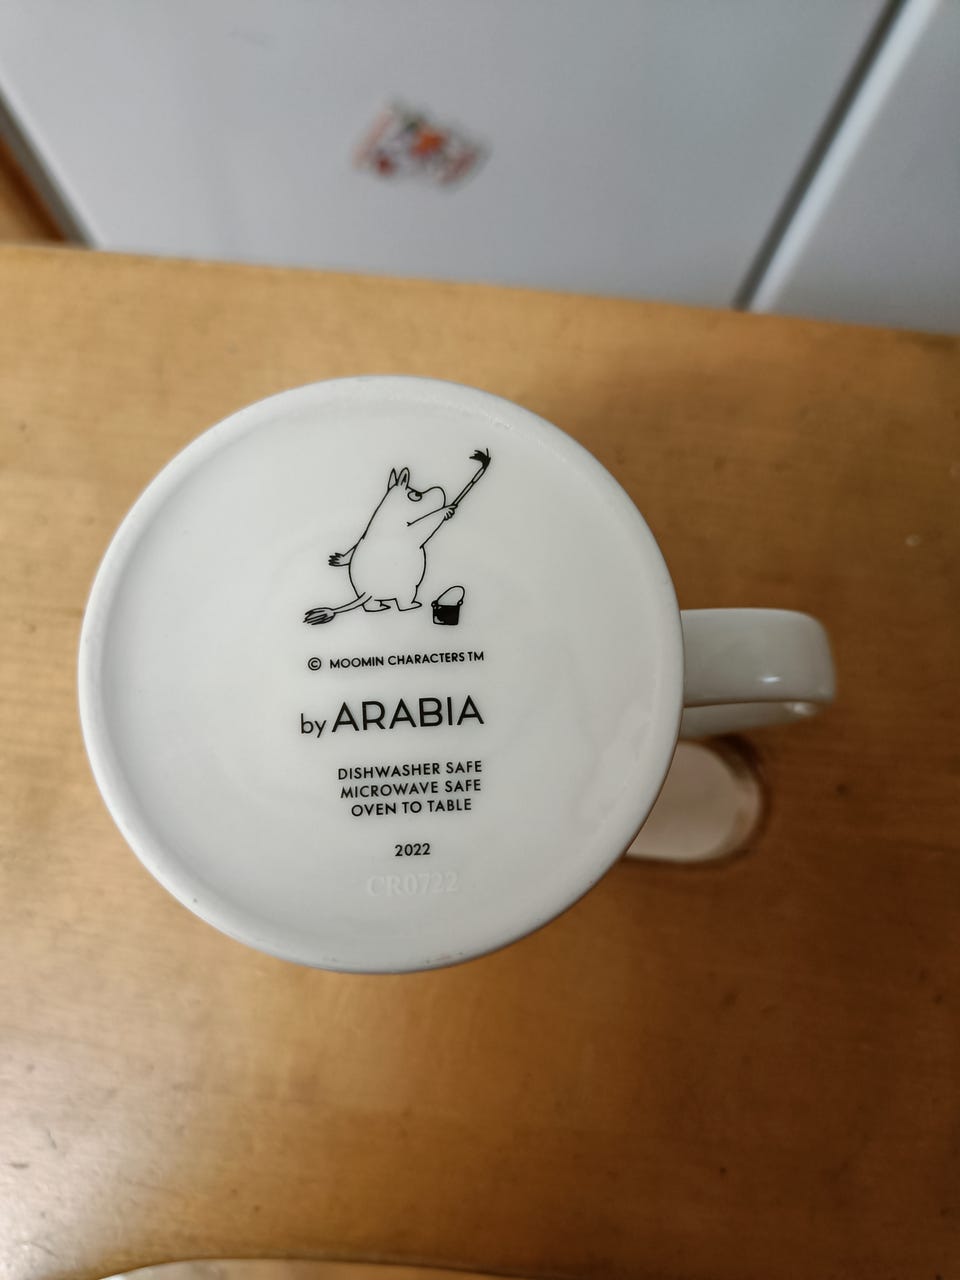 © MOOMIN CHARACTERS TM
by ARABIA
DISHWASHER SAFE
MICROWAVE SAFE
OVEN TO TABLE
2022
CR0722